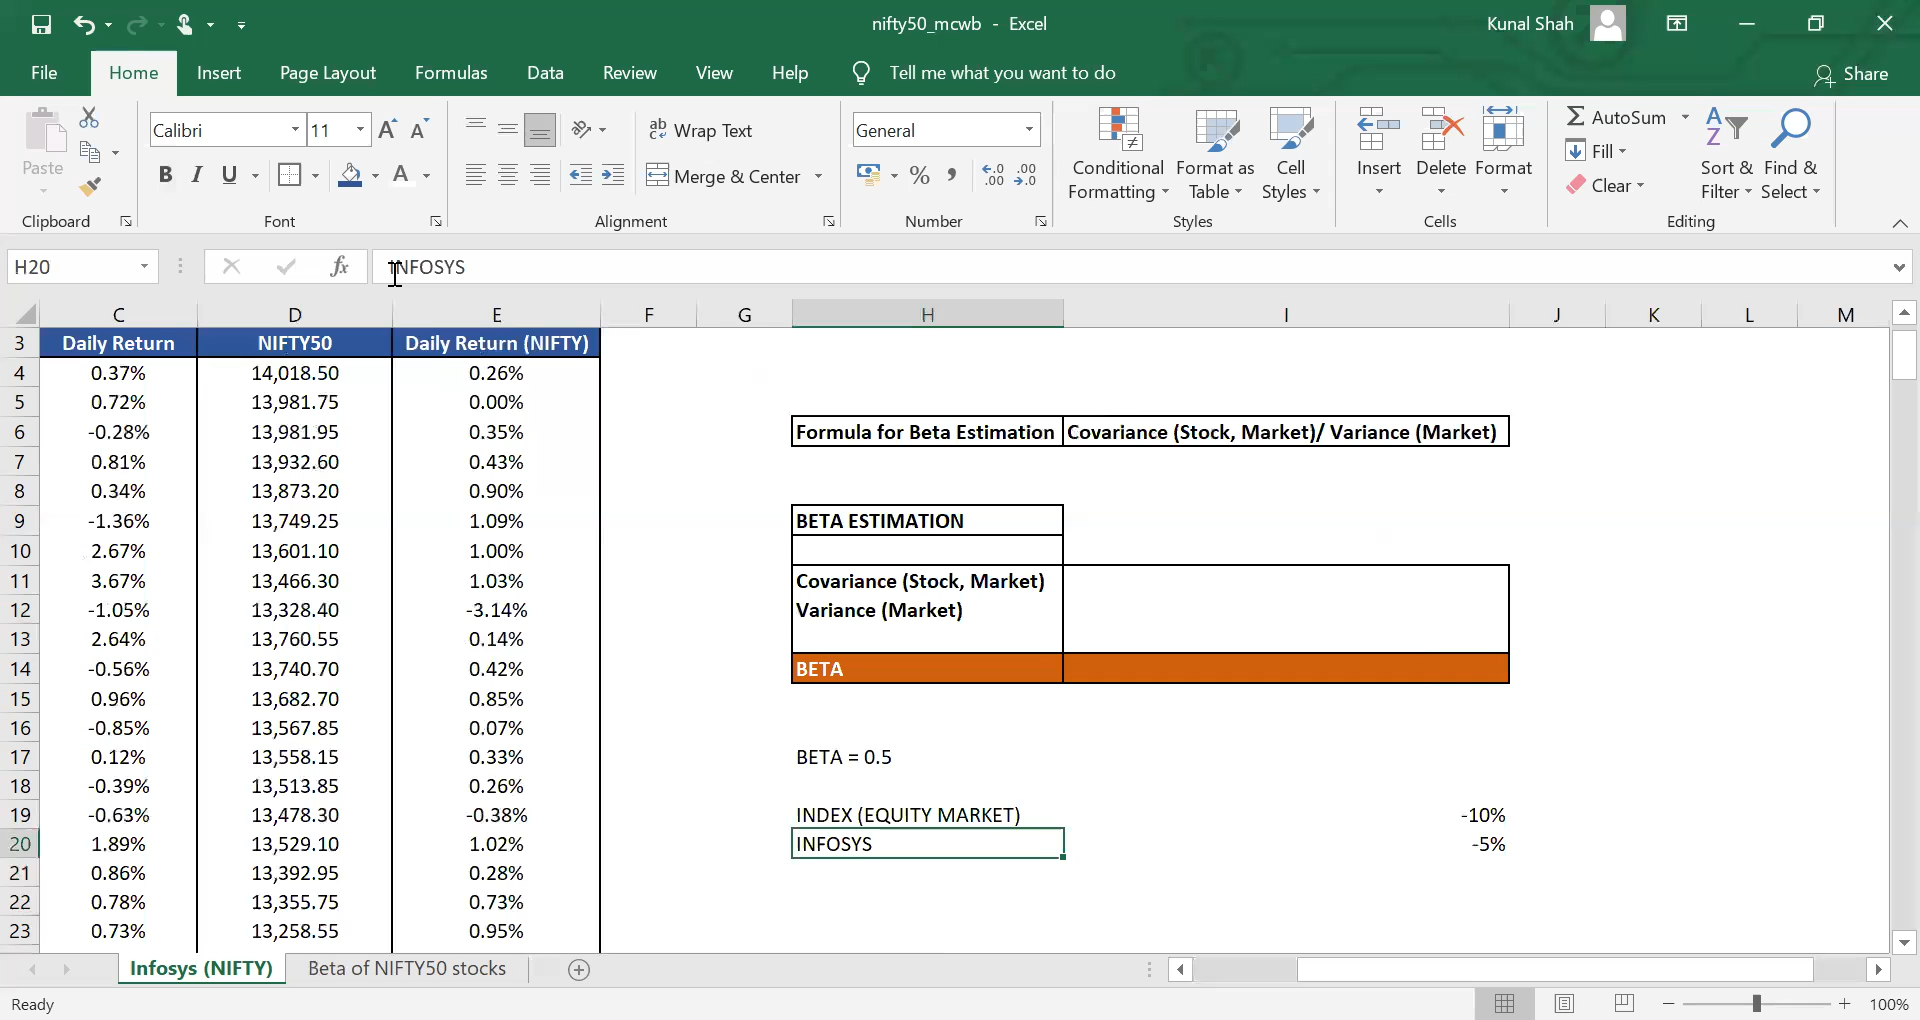 nifty50_mcwb - Excel
Kunal Shah
File Home Insert Page Layout Formulas Data Review View Help Tell me what you want to do Share
Paste
Clipboard
Calibri 11
B I U
Font
ab Wrap Text
Merge & Center
Alignment
General
% , .00 .00
Number
Conditional Formatting
Format as Table
Cell Styles
Styles
Insert Delete Format
Cells
AutoSum
Fill
Clear
Sort & Filter
Find & Select
Editing
H20 fx INFOSYS
C D E F G H I J K L M
3 Daily Return NIFTY50 Daily Return (NIFTY)
4 0.37% 14,018.50 0.26%
5 0.72% 13,981.75 0.00%
6 -0.28% 13,981.95 0.35% Formula for Beta Estimation Covariance (Stock, Market)/ Variance (Market)
7 0.81% 13,932.60 0.43%
8 0.34% 13,873.20 0.90%
9 -1.36% 13,749.25 1.09% BETA ESTIMATION
10 2.67% 13,601.10 1.00%
11 3.67% 13,466.30 1.03% Covariance (Stock, Market)
12 -1.05% 13,328.40 -3.14% Variance (Market)
13 2.64% 13,760.55 0.14%
14 -0.56% 13,740.70 0.42% BETA
15 0.96% 13,682.70 0.85%
16 -0.85% 13,567.85 0.07%
17 0.12% 13,558.15 0.33% BETA = 0.5
18 -0.39% 13,513.85 0.26%
19 -0.63% 13,478.30 -0.38% INDEX (EQUITY MARKET) -10%
20 1.89% 13,529.10 1.02% INFOSYS -5%
21 0.86% 13,392.95 0.28%
22 0.78% 13,355.75 0.73%
23 0.73% 13,258.55 0.95%
Infosys (NIFTY) Beta of NIFTY50 stocks
Ready 100%